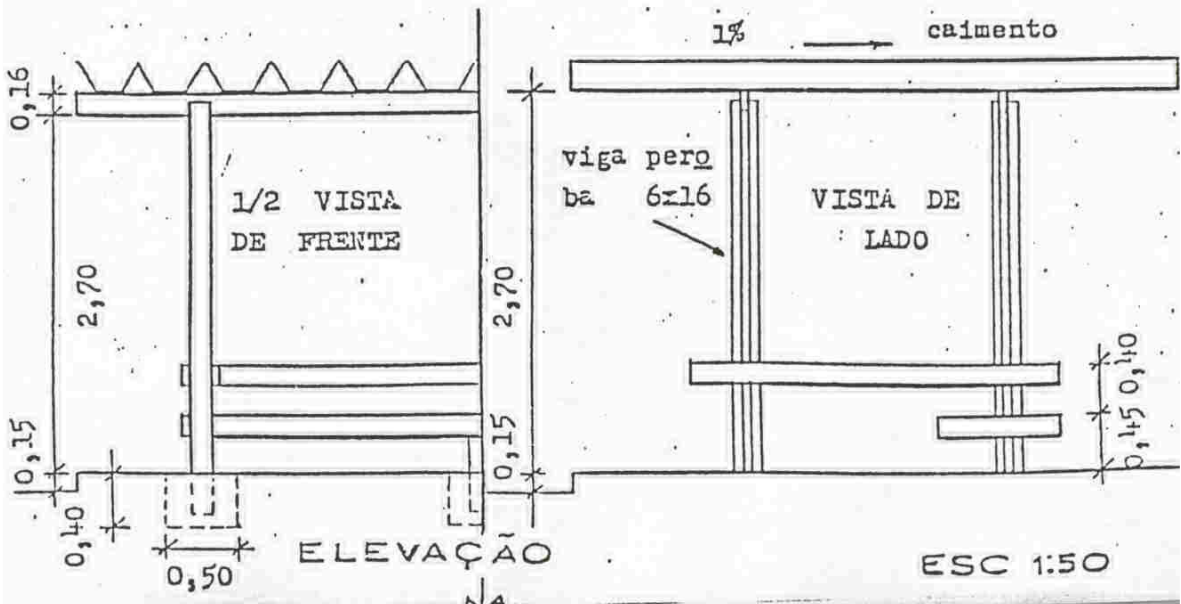 1% caimento
0,16
viga pero
ba 6x16
1/2 VISTA
DE FRENTE
VISTA DE
LADO
2,70
2,70
0,40
0,15
0,15
0,45
0,40
0,50
ELEVAÇÃO
ESC 1:50